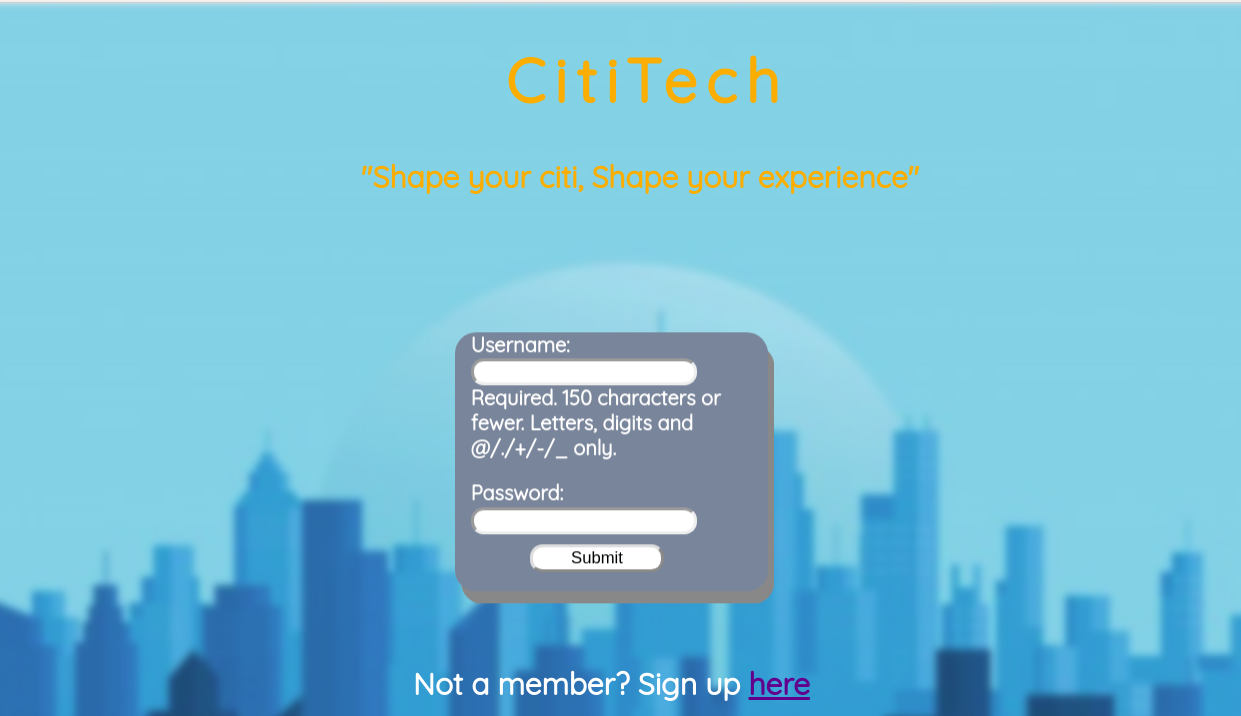 CitiTech
"Shape your citi, Shape your experience"
Username:
Required. 150 characters or
fewer. Letters, digits and
@/./+/-/_ only.
Password:
Submit
Not a member? Sign up here